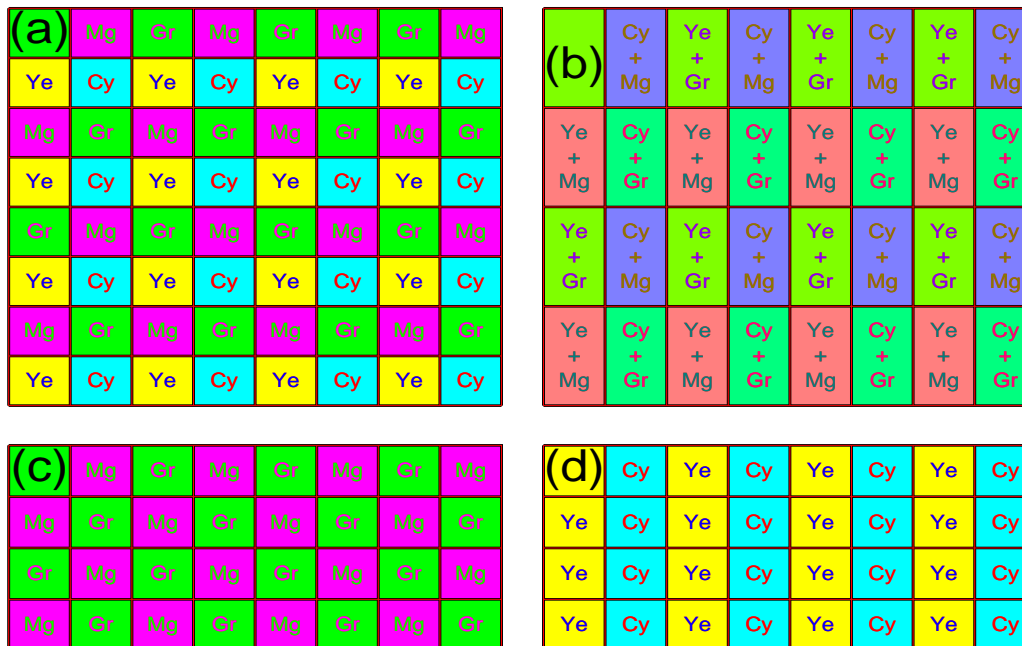 (a) Mg Gr Mg Gr Mg Gr Mg
Ye Cy Ye Cy Ye Cy Ye Cy
Mg Gr Mg Gr Mg Gr Mg Gr
Ye Cy Ye Cy Ye Cy Ye Cy
Gr Mg Gr Mg Gr Mg Gr Mg
Ye Cy Ye Cy Ye Cy Ye Cy
Mg Gr Mg Gr Mg Gr Mg Gr
Ye Cy Ye Cy Ye Cy Ye Cy
(b) Cy Ye Cy Ye Cy Ye Cy
+ + + + + + +
Mg Gr Mg Gr Mg Gr Mg
Ye Cy Ye Cy Ye Cy Ye Cy
+ + + + + + + +
Mg Gr Mg Gr Mg Gr Mg Gr
Ye Cy Ye Cy Ye Cy Ye Cy
+ + + + + + + +
Gr Mg Gr Mg Gr Mg Gr Mg
Ye Cy Ye Cy Ye Cy Ye Cy
+ + + + + + + +
Mg Gr Mg Gr Mg Gr Mg Gr
(c) Mg Gr Mg Gr Mg Gr Mg
Mg Gr Mg Gr Mg Gr Mg Gr
Gr Mg Gr Mg Gr Mg Gr Mg
Mg Gr Mg Gr Mg Gr Mg Gr
(d) Cy Ye Cy Ye Cy Ye Cy
Ye Cy Ye Cy Ye Cy Ye Cy
Ye Cy Ye Cy Ye Cy Ye Cy
Ye Cy Ye Cy Ye Cy Ye Cy